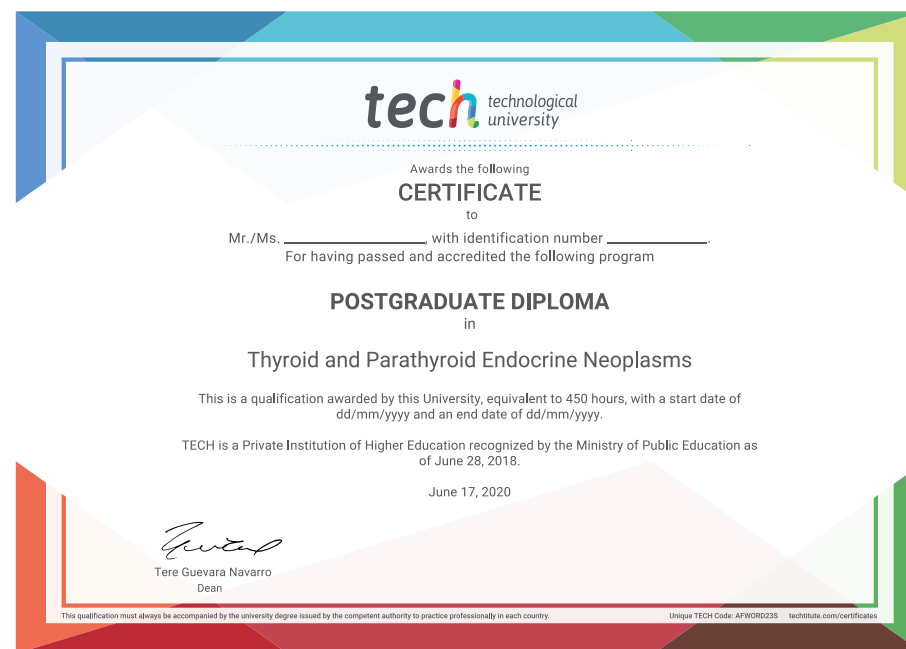 tech technological
university
Awards the following
CERTIFICATE
to
Mr./Ms. ____________________, with identification number ______________.
For having passed and accredited the following program
POSTGRADUATE DIPLOMA
in
Thyroid and Parathyroid Endocrine Neoplasms
This is a qualification awarded by this University, equivalent to 450 hours, with a start date of
dd/mm/yyyy and an end date of dd/mm/yyyy.
TECH is a Private Institution of Higher Education recognized by the Ministry of Public Education as
of June 28, 2018.
June 17, 2020
Tere Guevara Navarro
Dean
This qualification must always be accompanied by the university degree issued by the competent authority to practice professionally in each country. Unique TECH Code: AFWORD23S techtitute.com/certificates